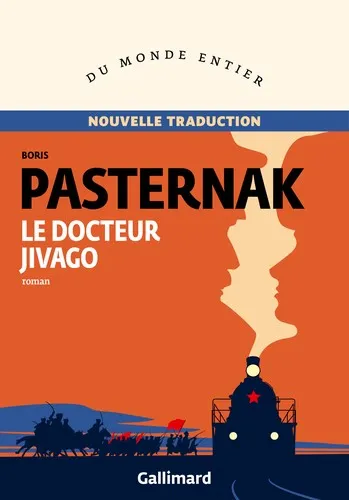 DU MONDE ENTIER
NOUVELLE TRADUCTION
BORIS
PASTERNAK
LE DOCTEUR
JIVAGO
roman
Gallimard